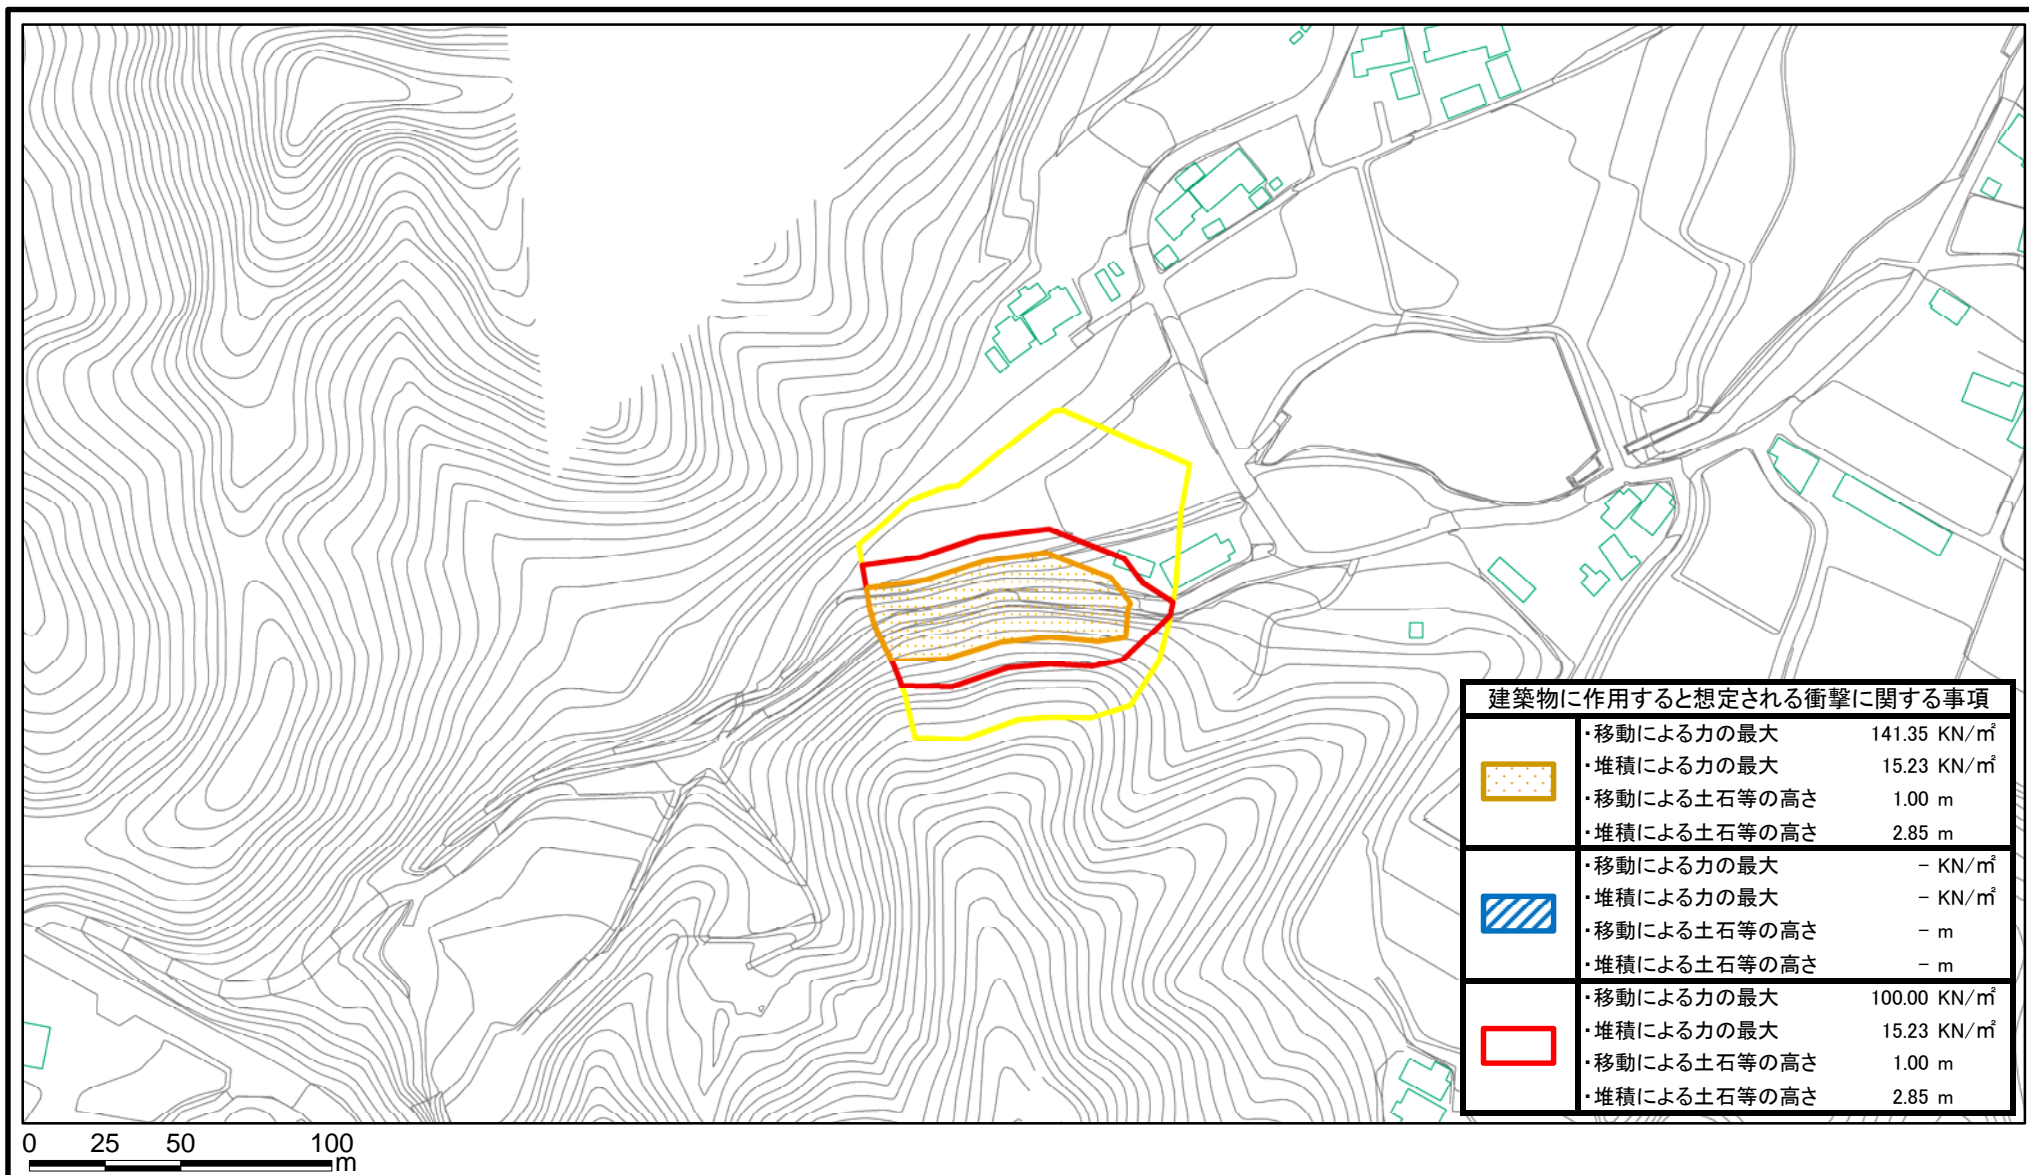 建築物に作用すると想定される衝撃に関する事項
・移動による力の最大 141.35 KN/㎡
・堆積による力の最大 15.23 KN/㎡
・移動による土石等の高さ 1.00 m
・堆積による土石等の高さ 2.85 m
・移動による力の最大 － KN/㎡
・堆積による力の最大 － KN/㎡
・移動による土石等の高さ － m
・堆積による土石等の高さ － m
・移動による力の最大 100.00 KN/㎡
・堆積による力の最大 15.23 KN/㎡
・移動による土石等の高さ 1.00 m
・堆積による土石等の高さ 2.85 m
0 25 50 100
m